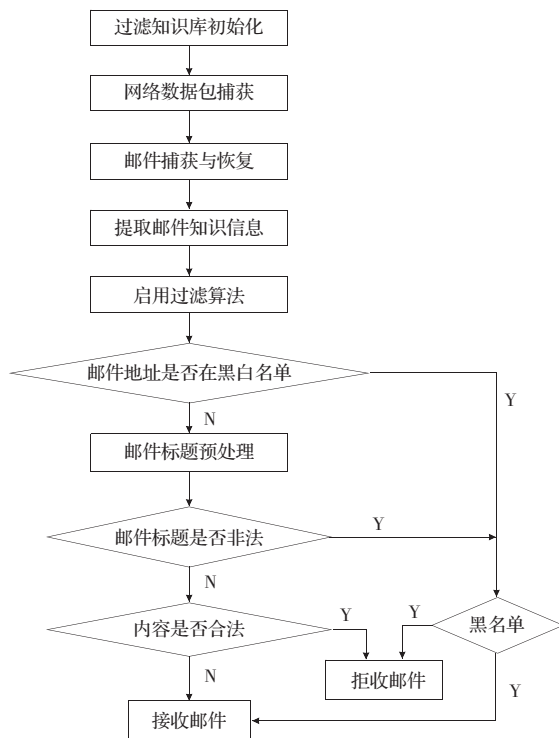 过滤知识库初始化
网络数据包捕获
邮件捕获与恢复
提取邮件知识信息
启用过滤算法
邮件地址是否在黑白名单
Y
N
邮件标题预处理
Y
邮件标题是否非法
N
Y
Y
内容是否合法
黑名单
N
拒收邮件
Y
接收邮件